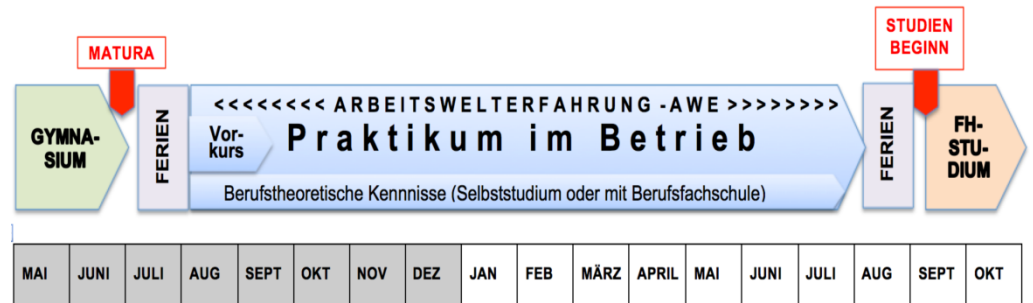 MATURA
STUDIEN
BEGINN
GYMNA-
SIUM
FERIEN
<<<<<<<< ARBEITSWELTERFAHRUNG -AWE >>>>>>>>
Vor-
kurs
Praktikum im Betrieb
Berufstheoretische Kennnisse (Selbststudium oder mit Berufsfachschule)
FERIEN
FH-
STU-
DIUM
MAI JUNI JULI AUG SEPT OKT NOV DEZ JAN FEB MÄRZ APRIL MAI JUNI JULI AUG SEPT OKT